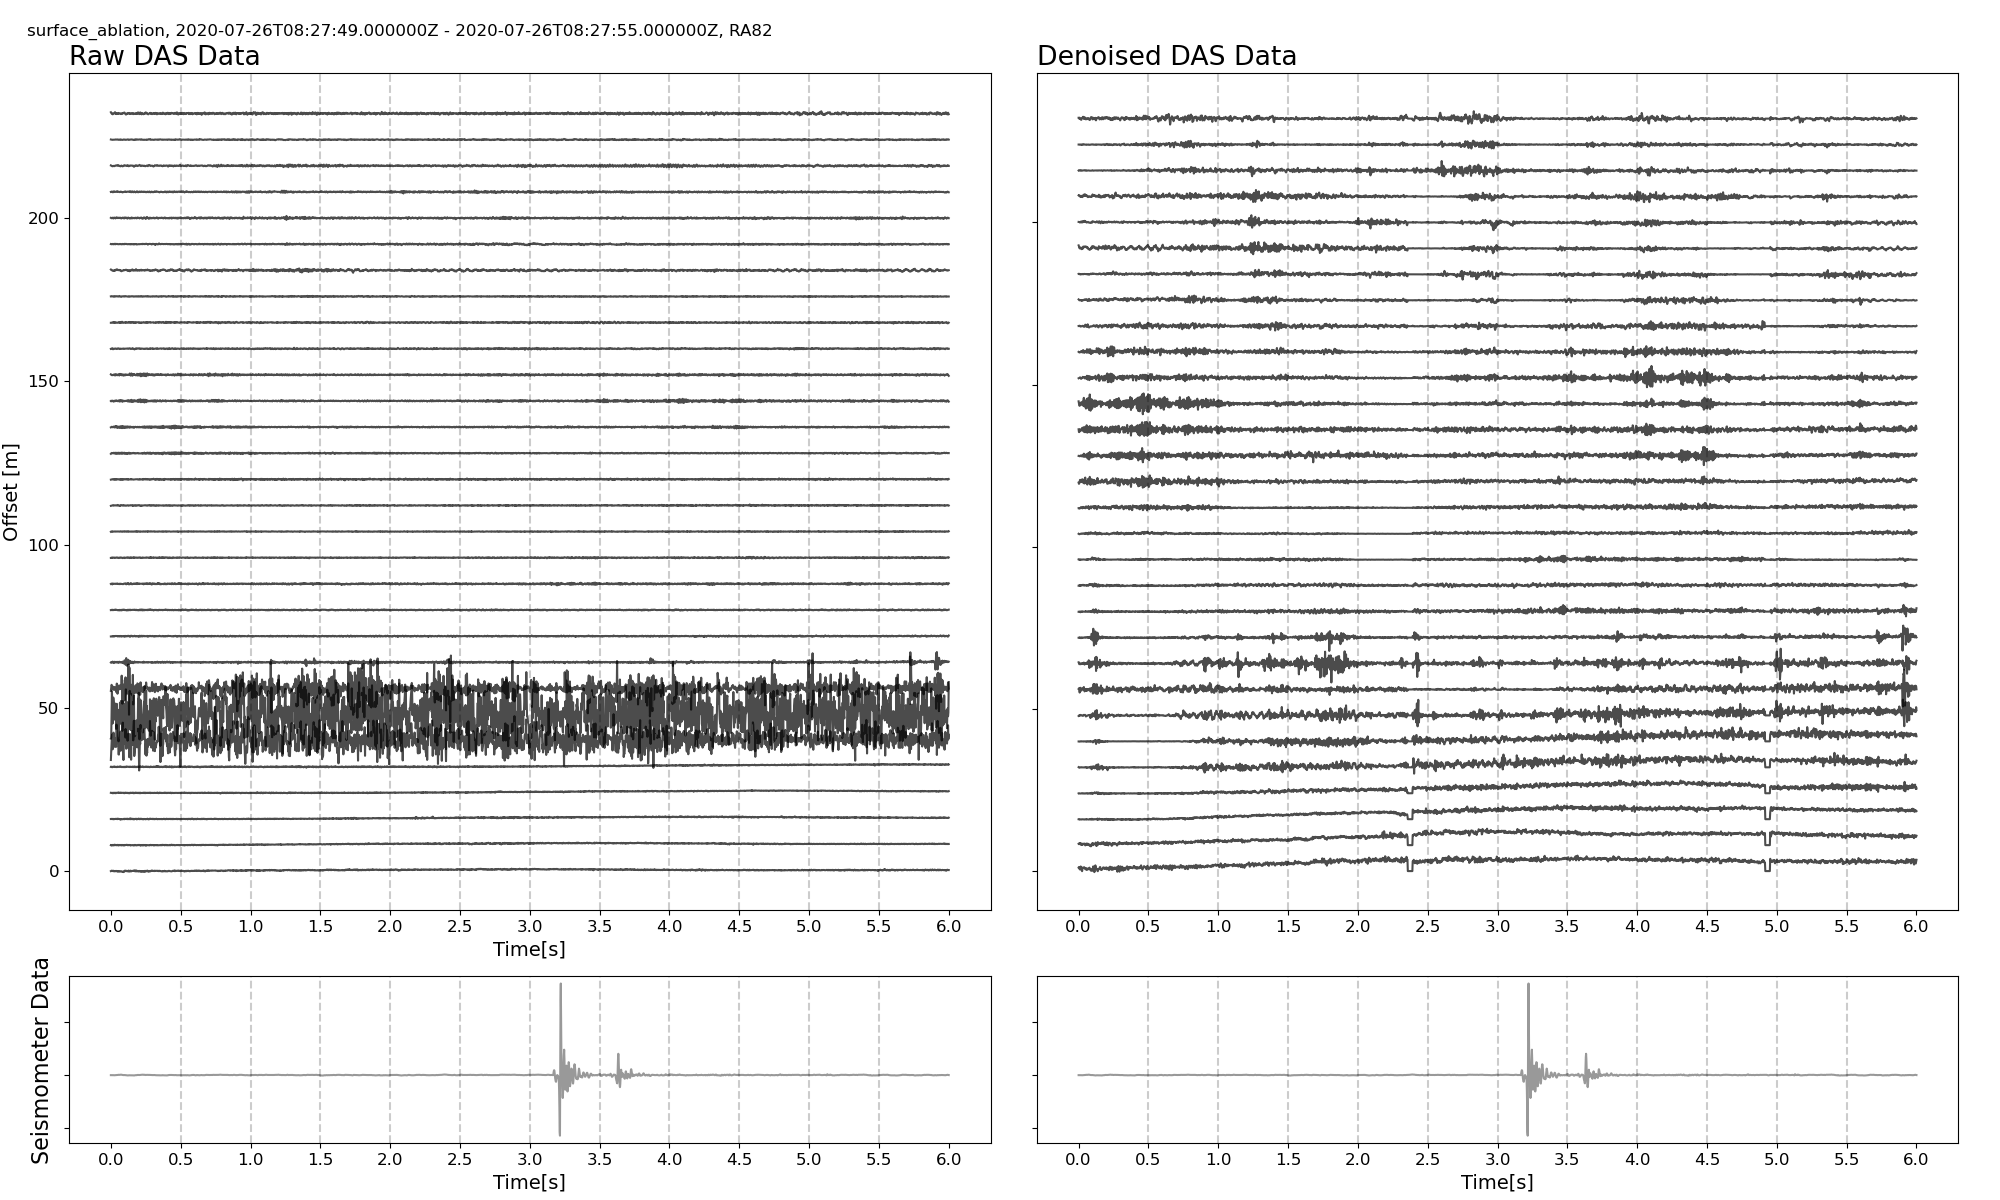 surface_ablation, 2020-07-26T08:27:49.000000Z - 2020-07-26T08:27:55.000000Z, RA82
Raw DAS Data
Denoised DAS Data
Offset [m]
200
150
100
50
0
0.0 0.5 1.0 1.5 2.0 2.5 3.0 3.5 4.0 4.5 5.0 5.5 6.0
Time[s]
0.0 0.5 1.0 1.5 2.0 2.5 3.0 3.5 4.0 4.5 5.0 5.5 6.0
Seismometer Data
0.0 0.5 1.0 1.5 2.0 2.5 3.0 3.5 4.0 4.5 5.0 5.5 6.0
Time[s]
0.0 0.5 1.0 1.5 2.0 2.5 3.0 3.5 4.0 4.5 5.0 5.5 6.0
Time[s]